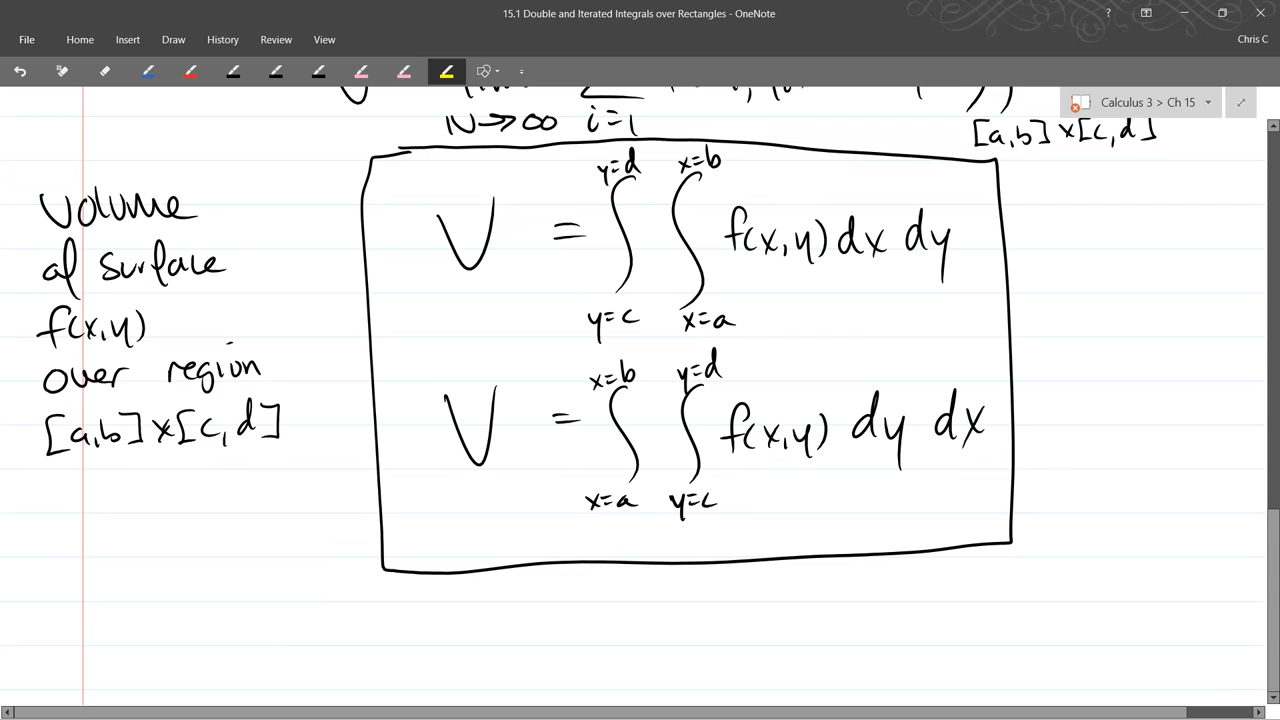 15.1 Double and Iterated Integrals over Rectangles - OneNote
File Home Insert Draw History Review View Chris C
Calculus 3 > Ch 15
N→∞ i=1
[a,b]×[c,d]
Volume
of surface
f(x,y)
over region
[a,b]×[c,d]
y=d x=b
V = ∫ ∫ f(x,y) dx dy
y=c x=a
x=b y=d
V = ∫ ∫ f(x,y) dy dx
x=a y=c